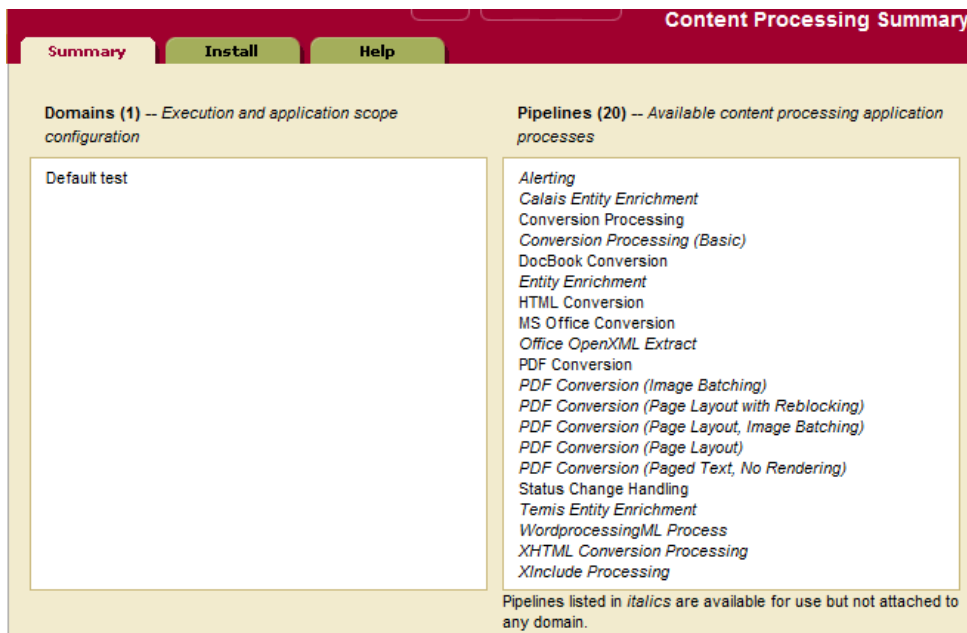 Content Processing Summary
Summary
Install
Help
Domains (1) -- Execution and application scope
configuration
Default test
Pipelines (20) -- Available content processing application
processes
Alerting
Calais Entity Enrichment
Conversion Processing
Conversion Processing (Basic)
DocBook Conversion
Entity Enrichment
HTML Conversion
MS Office Conversion
Office OpenXML Extract
PDF Conversion
PDF Conversion (Image Batching)
PDF Conversion (Page Layout with Reblocking)
PDF Conversion (Page Layout, Image Batching)
PDF Conversion (Page Layout)
PDF Conversion (Paged Text, No Rendering)
Status Change Handling
Temis Entity Enrichment
WordprocessingML Process
XHTML Conversion Processing
XInclude Processing
Pipelines listed in italics are available for use but not attached to
any domain.